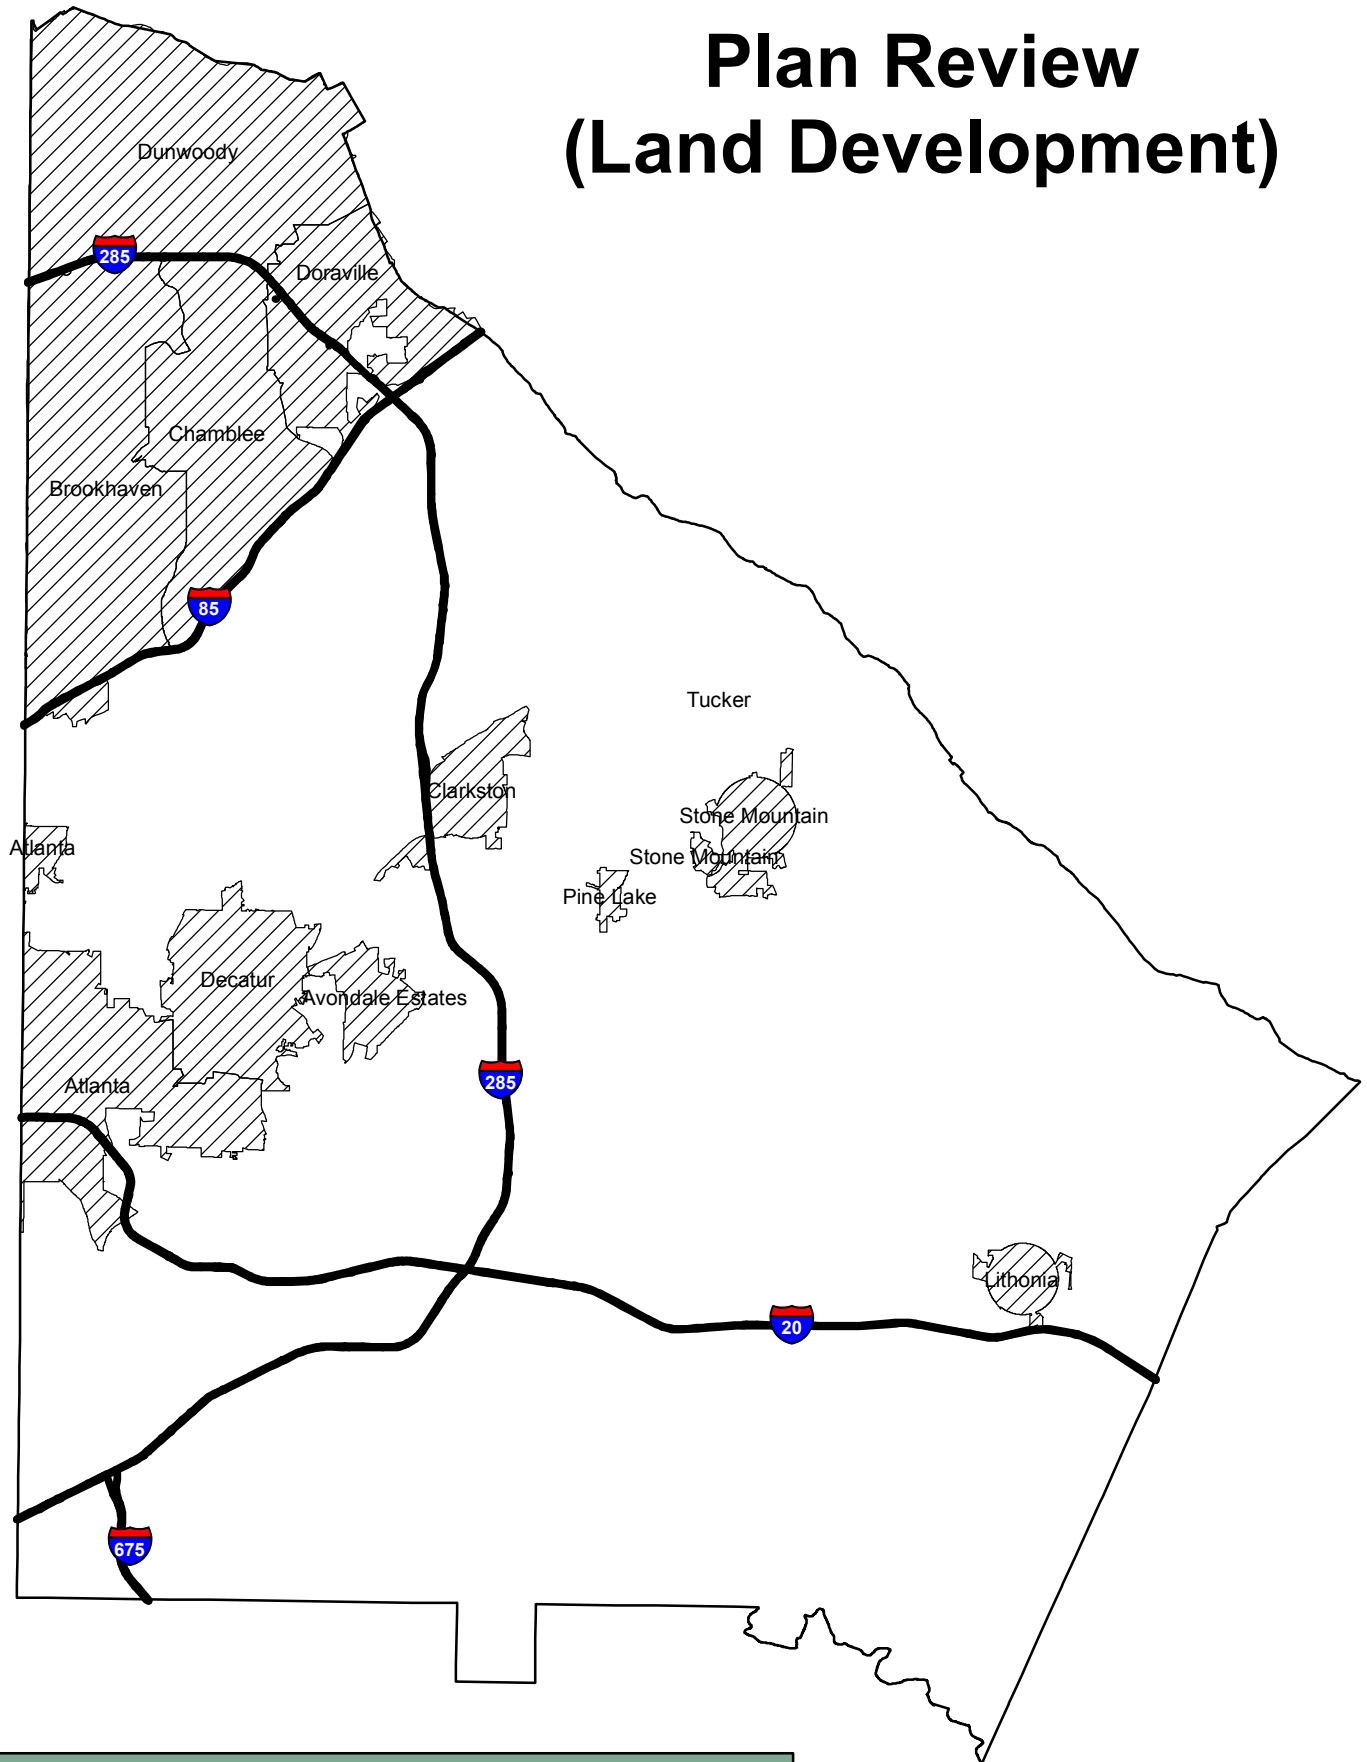 Plan Review
(Land Development)
Dunwoody
285
Doraville
Chamblee
Brookhaven
85
Tucker
Clarkston
Stone Mountain
Atlanta
Stone Mountain
Pine Lake
Decatur
Avondale Estates
285
Atlanta
Lithonia
20
675